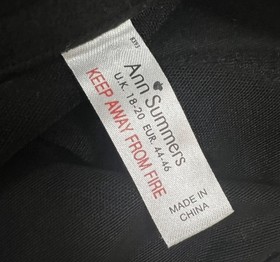 Ann Summers
U.K. 18-20 EUR. 44-46
KEEP AWAY FROM FIRE
MADE IN
CHINA